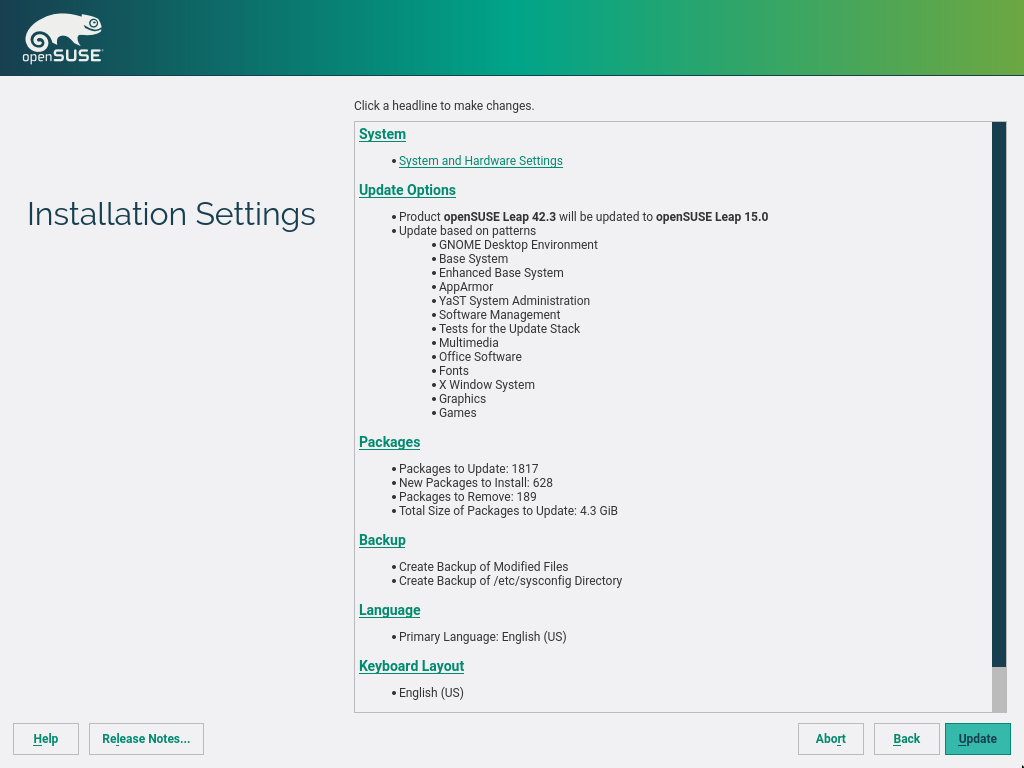 openSUSE
Click a headline to make changes.
Installation Settings
System
• System and Hardware Settings
Update Options
• Product openSUSE Leap 42.3 will be updated to openSUSE Leap 15.0
• Update based on patterns
• GNOME Desktop Environment
• Base System
• Enhanced Base System
• AppArmor
• YaST System Administration
• Software Management
• Tests for the Update Stack
• Multimedia
• Office Software
• Fonts
• X Window System
• Graphics
• Games
Packages
• Packages to Update: 1817
• New Packages to Install: 628
• Packages to Remove: 189
• Total Size of Packages to Update: 4.3 GiB
Backup
• Create Backup of Modified Files
• Create Backup of /etc/sysconfig Directory
Language
• Primary Language: English (US)
Keyboard Layout
• English (US)
Help Release Notes... Abort Back Update